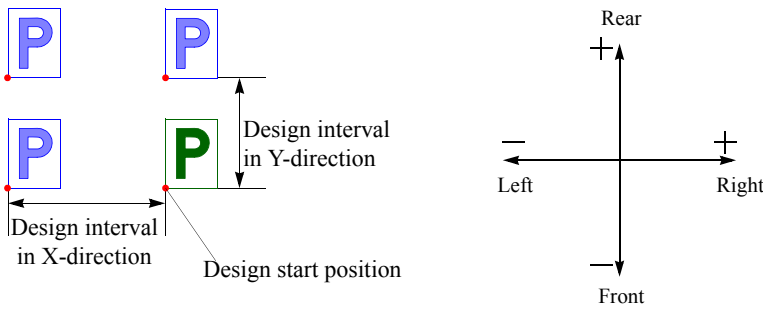 P P
P P
Design interval
in Y-direction
Design interval
in X-direction
Design start position
Rear
+
− +
Left Right
−
Front